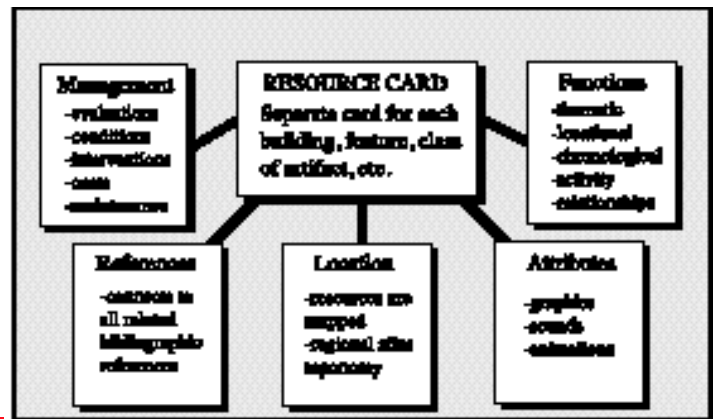 Management
-evaluations
-conditions
-interventions
-costs
-maintenance
RESOURCE CARD
Separate card for each
building, feature, class
of artifact, etc.
Functions
-thematic
-locational
-chronological
-activity
-relationships
References
-connects to
all related
bibliographic
references
Location
-resources are
mapped
-regional atlas
taxonomy
Attributes
-graphics
-sounds
-animations